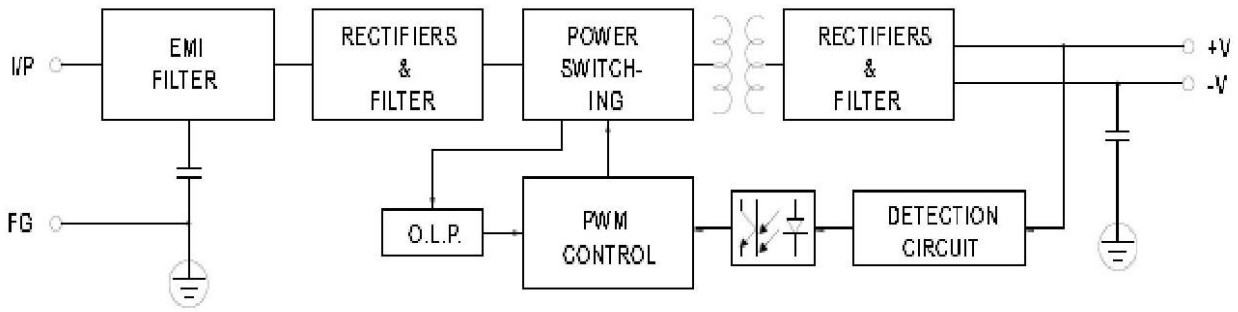 I/P
EMI
FILTER
RECTIFIERS
&
FILTER
POWER
SWITCH-
ING
RECTIFIERS
&
FILTER
+V
-V
FG
O.L.P.
PWM
CONTROL
DETECTION
CIRCUIT